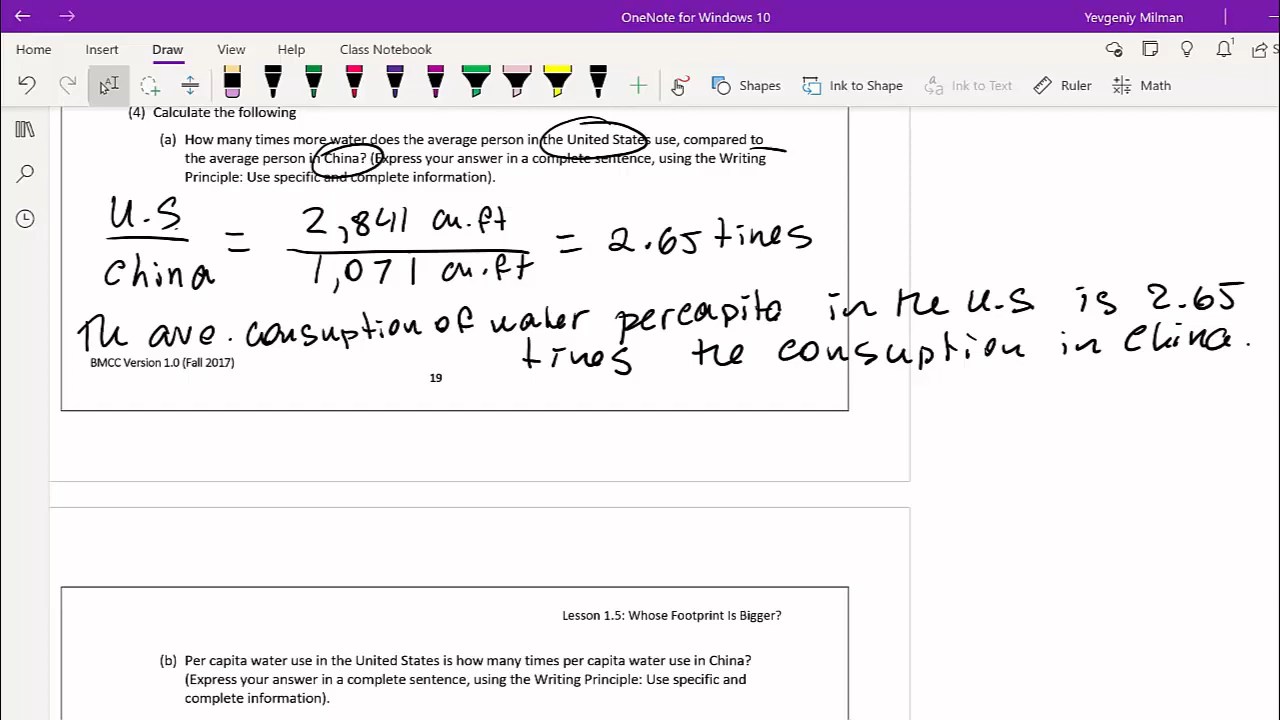 OneNote for Windows 10
Yevgeniy Milman
Home Insert Draw View Help Class Notebook
Shapes Ink to Shape Ink to Text Ruler Math
(4) Calculate the following
(a) How many times more water does the average person in the United States use, compared to
the average person in China? (Express your answer in a complete sentence, using the Writing
Principle: Use specific and complete information).
U.S / China = 2,841 cu.ft / 1,071 cu.ft = 2.65 tines
Th ave. consuption of water percapita in the U.S is 2.65
tines the consuption in China.
BMCC Version 1.0 (Fall 2017)
19
Lesson 1.5: Whose Footprint Is Bigger?
(b) Per capita water use in the United States is how many times per capita water use in China?
(Express your answer in a complete sentence, using the Writing Principle: Use specific and
complete information).